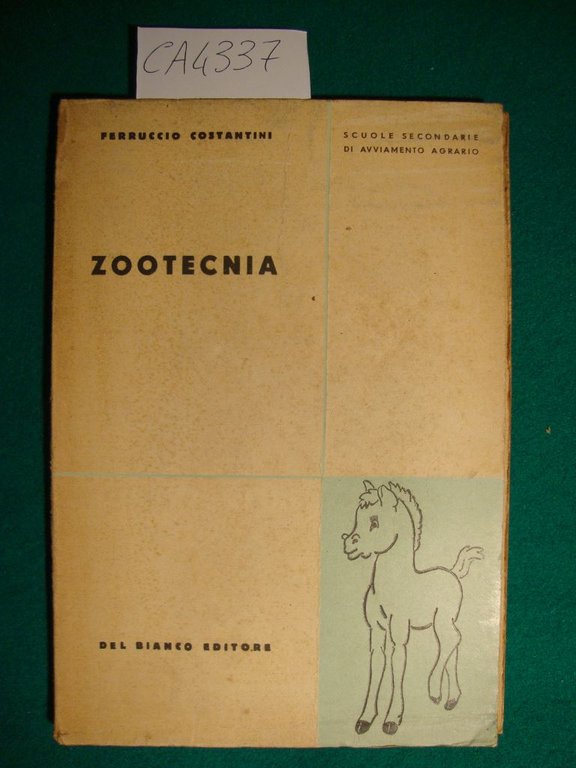 CA4337
FERRUCCIO COSTANTINI
SCUOLE SECONDARIE
DI AVVIAMENTO AGRARIO
ZOOTECNIA
DEL BIANCO EDITORE